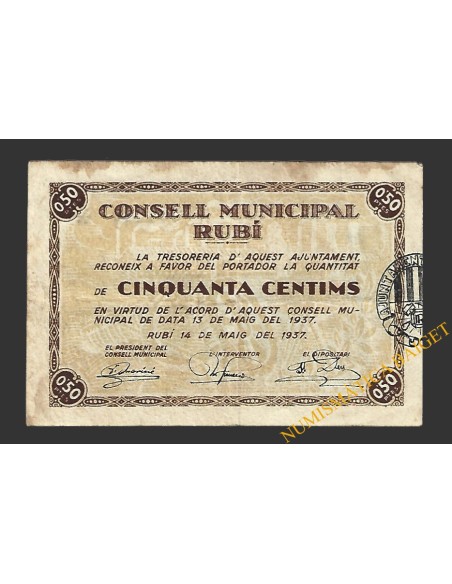 0'50
0'50
CONSELL MUNICIPAL
RUBÍ
LA TRESORERIA D'AQUEST AJUNTAMENT,
RECONEIX A FAVOR DEL PORTADOR LA QUANTITAT
DE CINQUANTA CENTIMS
EN VIRTUD DE L'ACORD D'AQUEST CONSELL MU-
NICIPAL DE DATA 13 DE MAIG DEL 1937.
RUBÍ 14 DE MAIG DEL 1937.
EL PRESIDENT DEL
CONSELL MUNICIPAL
L'INTERVENTOR
EL DIPOSITARI
0'50
0'50
NUMISMATICA PAGET